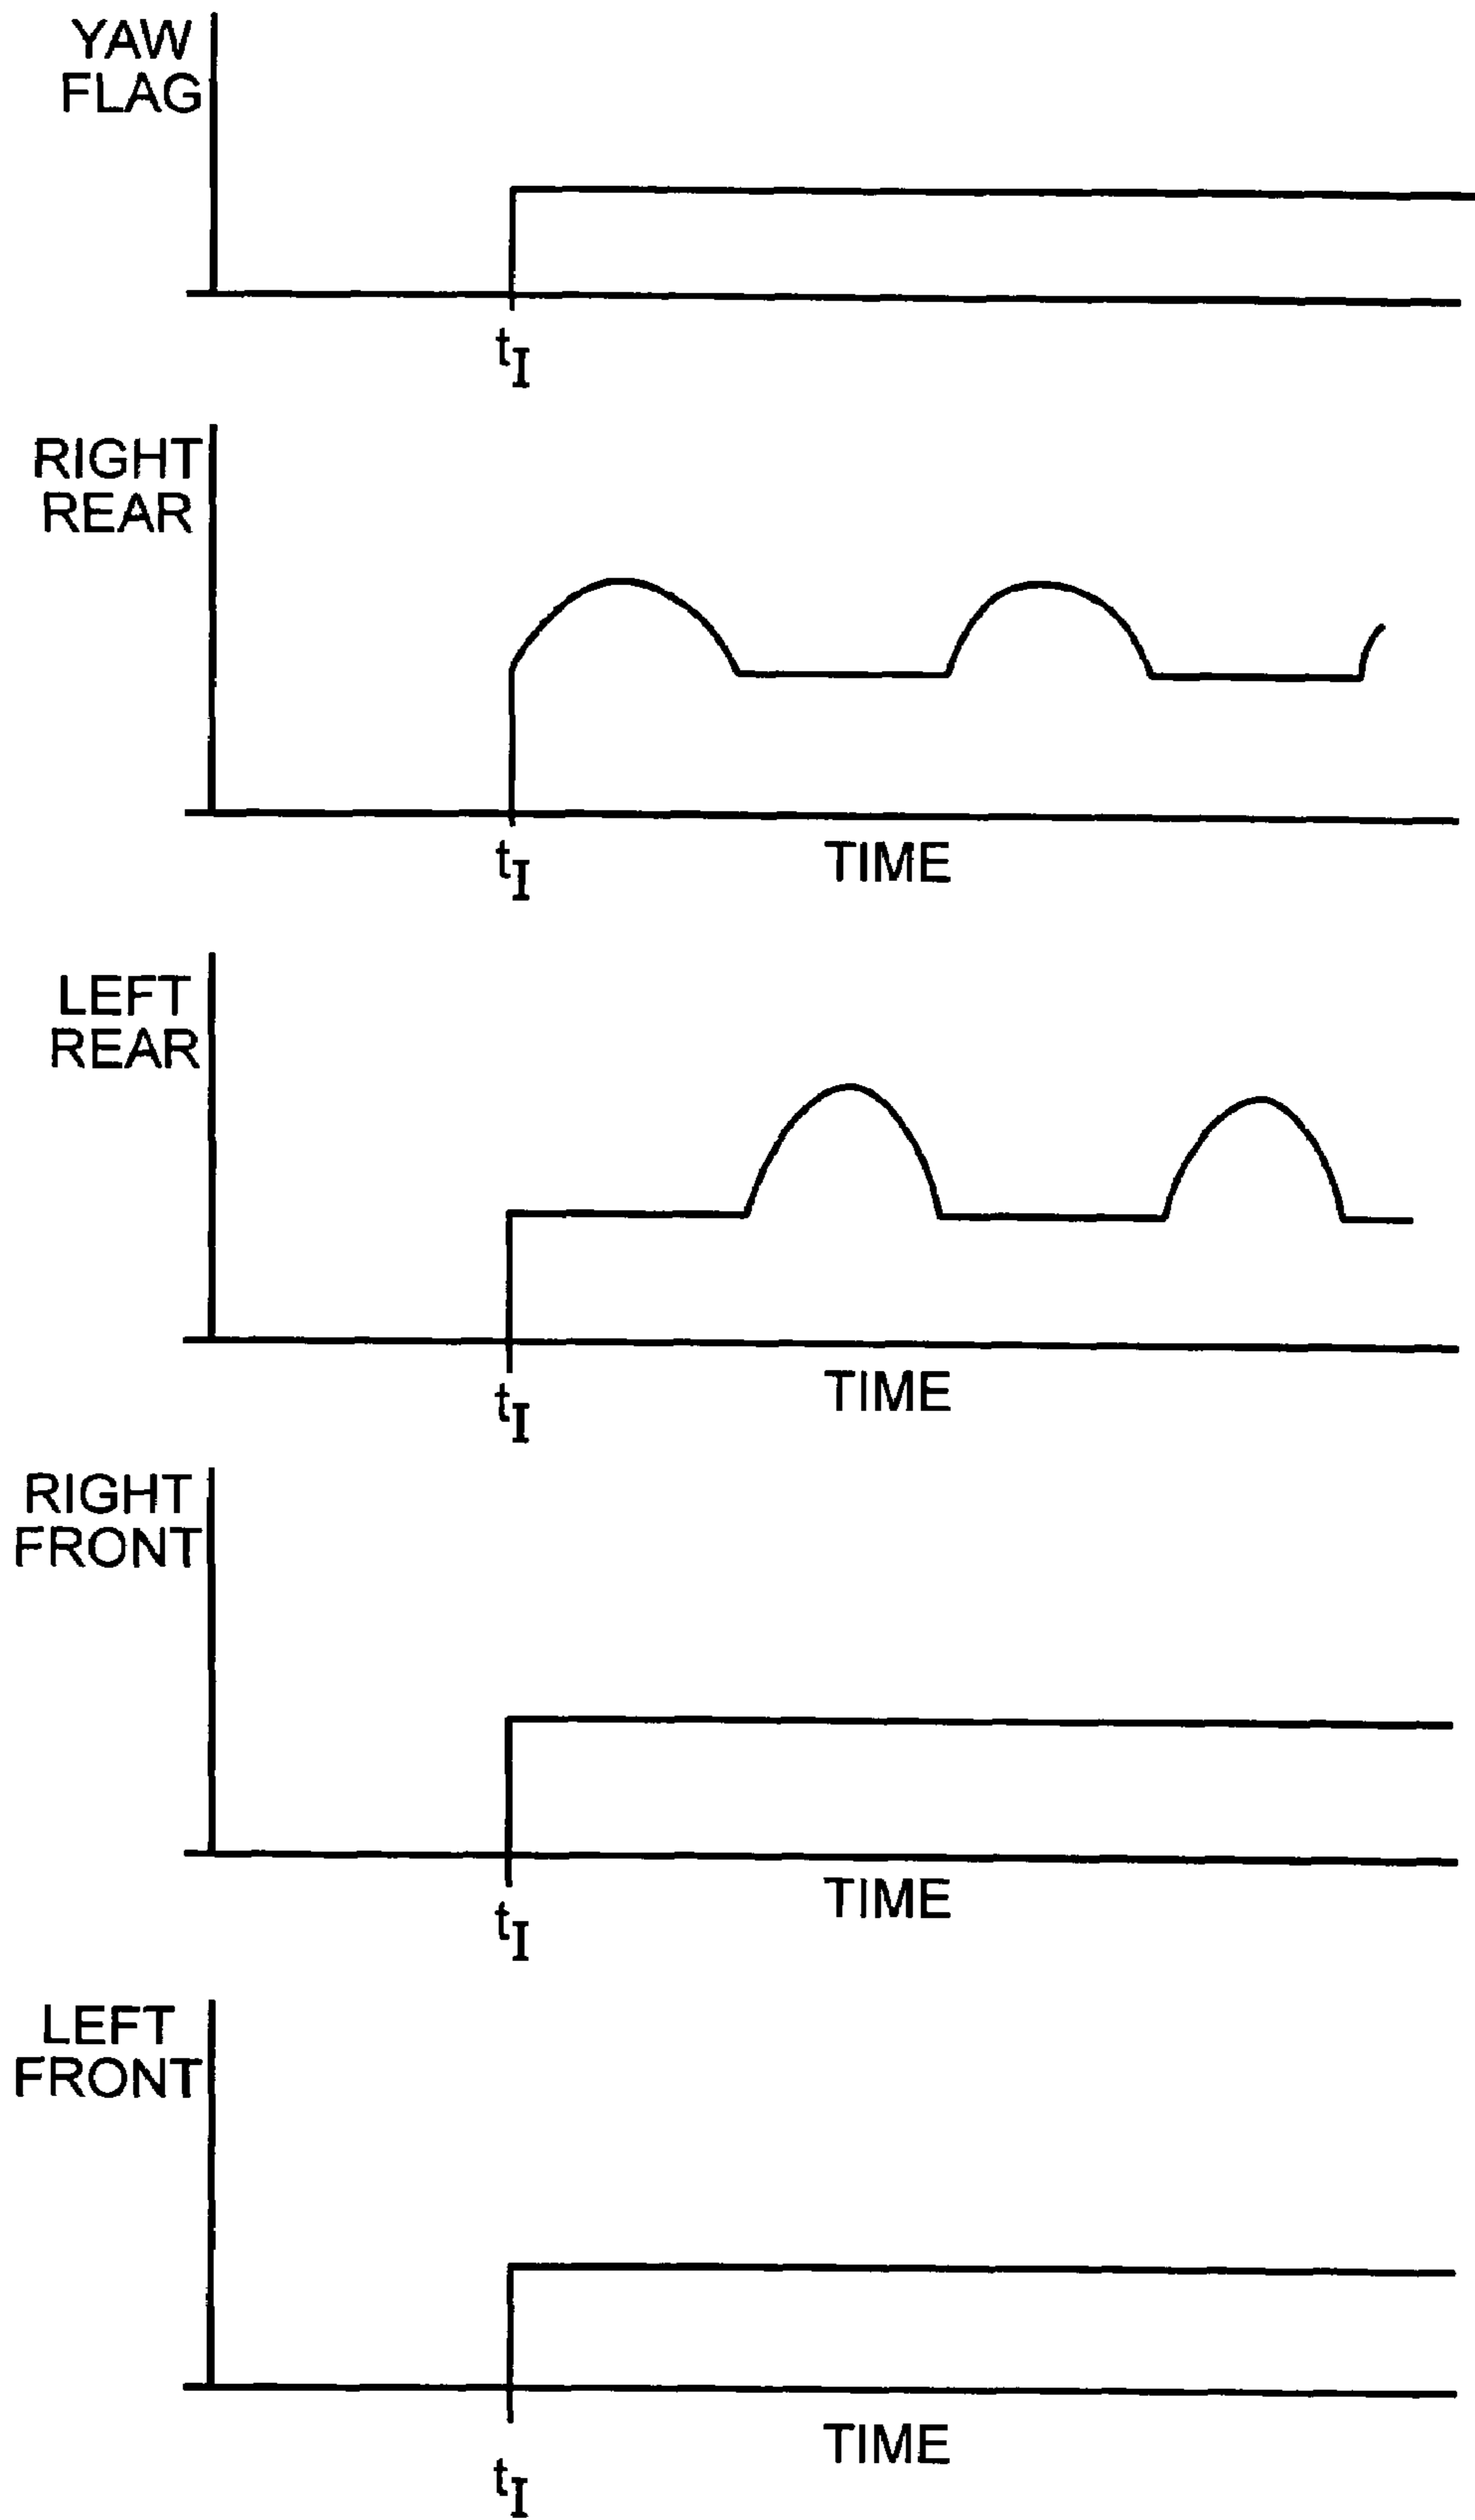 YAW
FLAG
tI
RIGHT
REAR
tI
TIME
LEFT
REAR
tI
TIME
RIGHT
FRONT
tI
TIME
LEFT
FRONT
tI
TIME